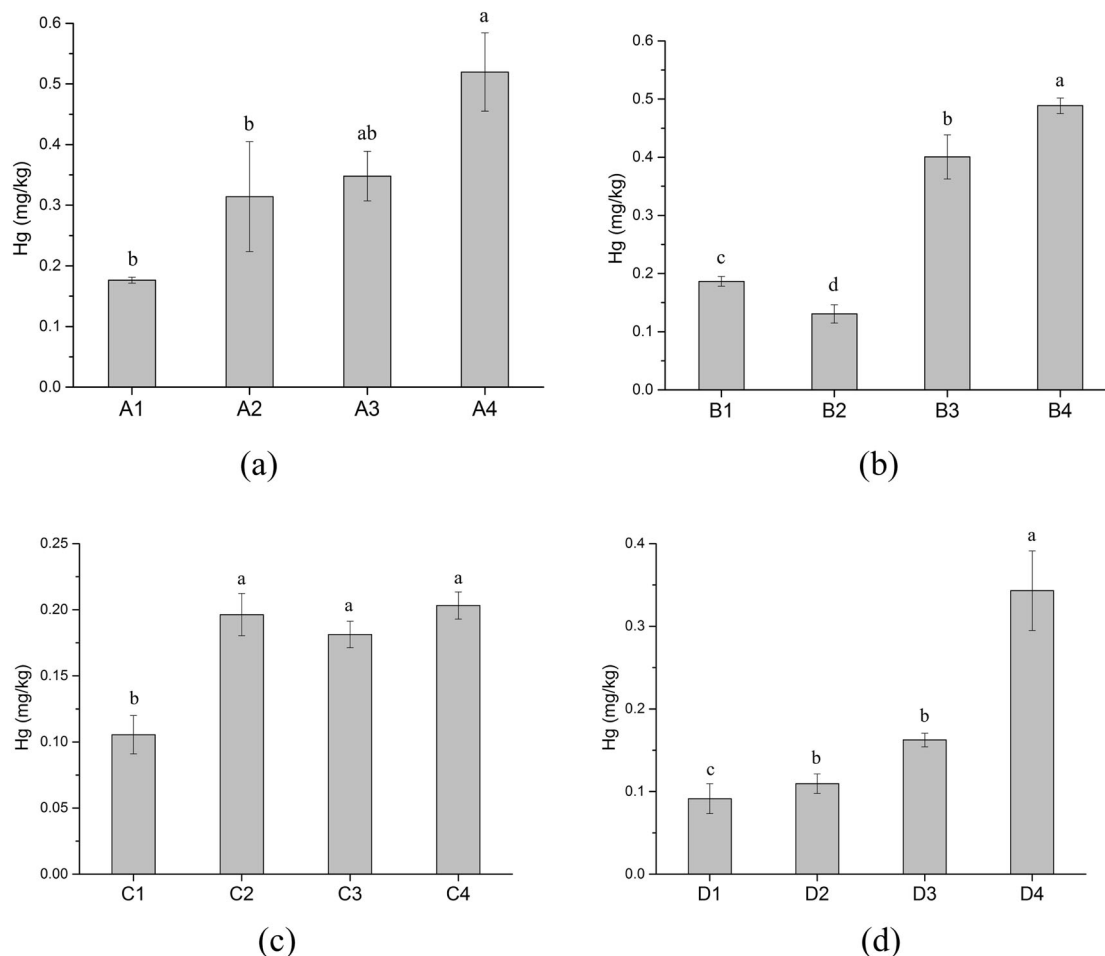 a
0.6
0.5
b
ab
0.4
0.3
b
0.2
0.1
0.0
Hg (mg/kg)
A1 A2 A3 A4
(a)
0.6
a
0.5
b
0.4
0.3
c
d
0.2
0.1
0.0
Hg (mg/kg)
B1 B2 B3 B4
(b)
0.25
a a a
0.20
0.15
b
0.10
0.05
0.00
Hg (mg/kg)
C1 C2 C3 C4
(c)
0.4
a
0.3
0.2
b
b
c
0.1
0.0
Hg (mg/kg)
D1 D2 D3 D4
(d)